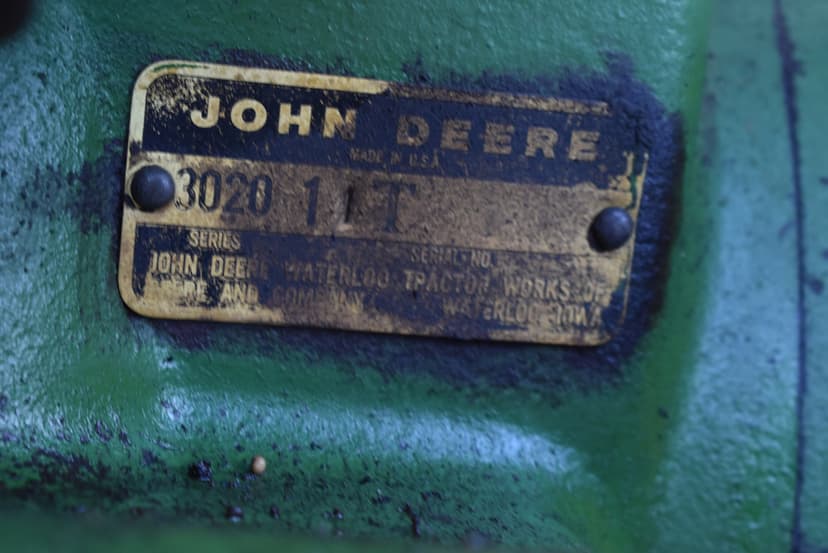 JOHN DEERE
MADE IN U.S.A
3020 11T
SERIES SERIAL NO.
JOHN DEERE WATERLOO TRACTOR WORKS OF
DEERE AND COMPANY WATERLOO IOWA